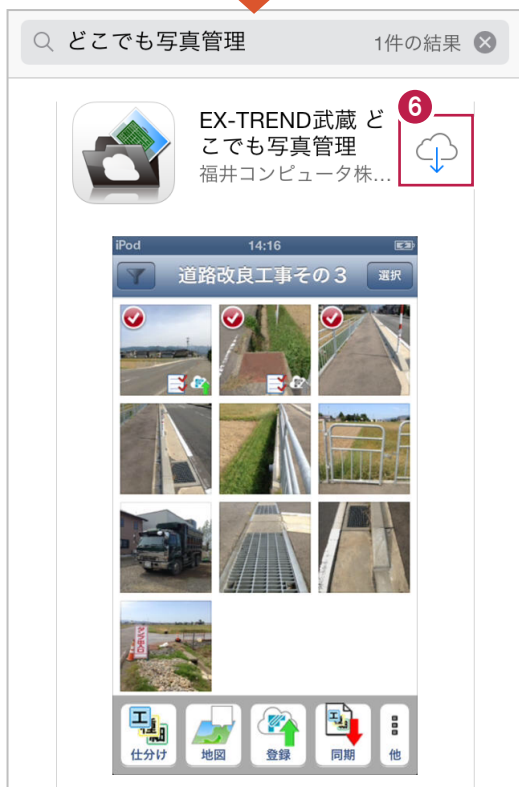 どこでも写真管理
1件の結果
6
EX-TREND武蔵 ど
こでも写真管理
福井コンピュータ株...
iPod
14:16
道路改良工事その３
選択
仕分け
地図
登録
同期
他